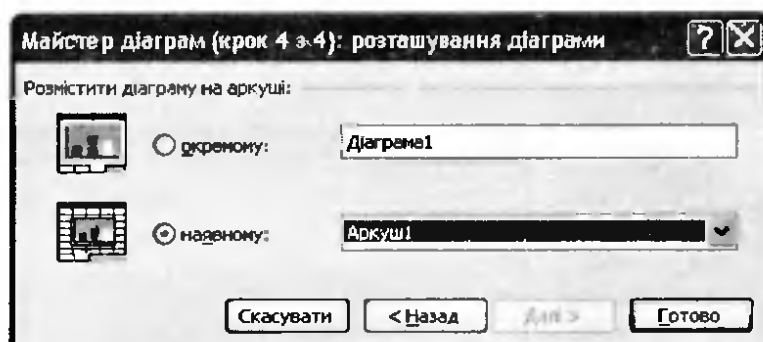 Майстер діаграм (крок 4 з 4): розташування діаграми
Розмістити діаграму на аркуші:
окремому: Діаграма1
наявному: Аркуш1
Скасувати < Назад Далі > Готово